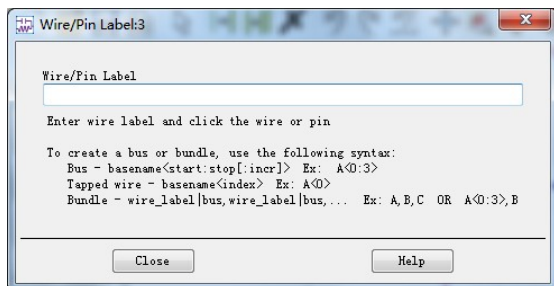 Wire/Pin Label:3
Wire/Pin Label
Enter wire label and click the wire or pin
To create a bus or bundle, use the following syntax:
Bus - basename<start:stop[:incr]> Ex: A<0:3>
Tapped wire - basename<index> Ex: A<0>
Bundle - wire_label|bus,wire_label|bus,... Ex: A,B,C OR A<0:3>,B
Close Help